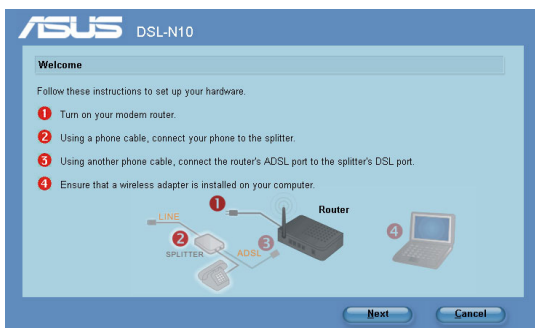 ASUS DSL-N10
Welcome
Follow these instructions to set up your hardware.
1 Turn on your modem router.
2 Using a phone cable, connect your phone to the splitter.
3 Using another phone cable, connect the router's ADSL port to the splitter's DSL port.
4 Ensure that a wireless adapter is installed on your computer.
LINE
1
Router
2
SPLITTER
ADSL
3
4
Next
Cancel